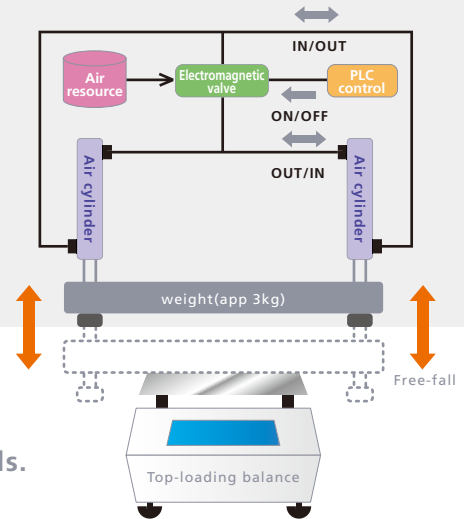 IN/OUT
Air
resource
Electromagnetic
valve
PLC
control
ON/OFF
OUT/IN
Air cylinder
Air cylinder
weight(app 3kg)
Free-fall
ls.
Top-loading balance